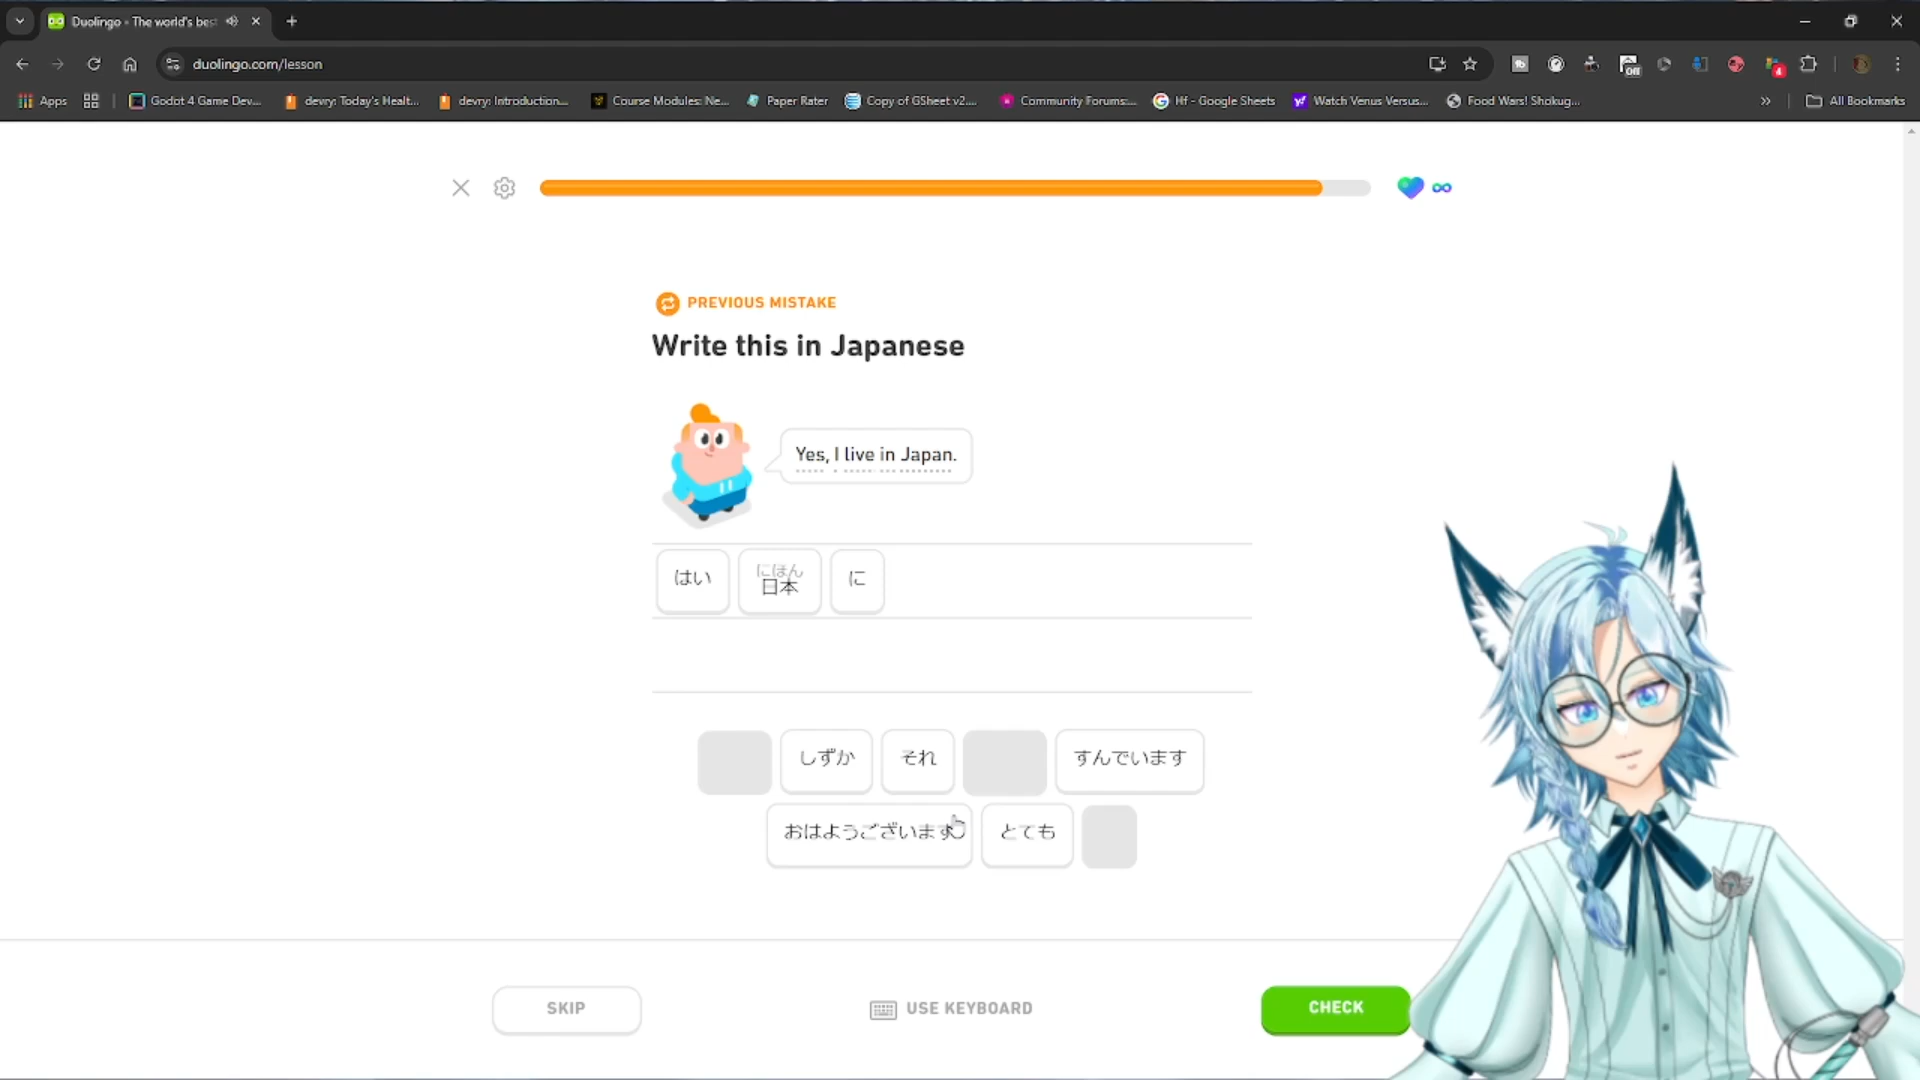 Duolingo - The world's bes
duolingo.com/lesson
Off
4
Apps
Godot 4 Game Dev...
devry: Today's Healt...
devry: Introduction...
Course Modules: Ne...
Paper Rater
Copy of GSheet v2....
Community Forums:...
Hf - Google Sheets
Watch Venus Versus...
Food Wars! Shokug...
»
All Bookmarks
PREVIOUS MISTAKE
Write this in Japanese
Yes, I live in Japan.
はい
にほん
日本
に
しずか
それ
すんでいます
おはようございます
とても
SKIP
USE KEYBOARD
CHECK